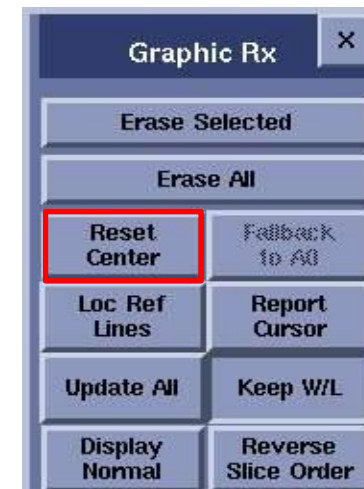 Graphic Rx X
Erase Selected
Erase All
Reset
Center
Fallback
to A0
Loc Ref
Lines
Report
Cursor
Update All
Keep W/L
Display
Normal
Reverse
Slice Order